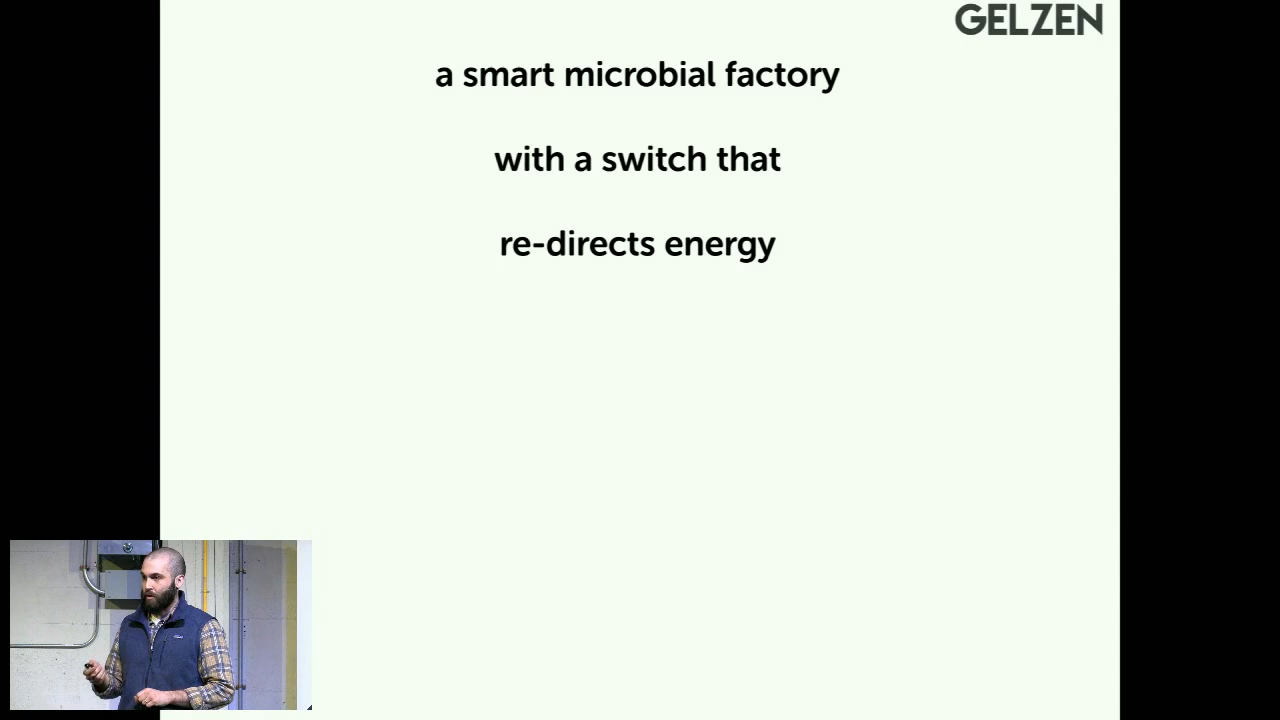 GELZEN
a smart microbial factory
with a switch that
re-directs energy